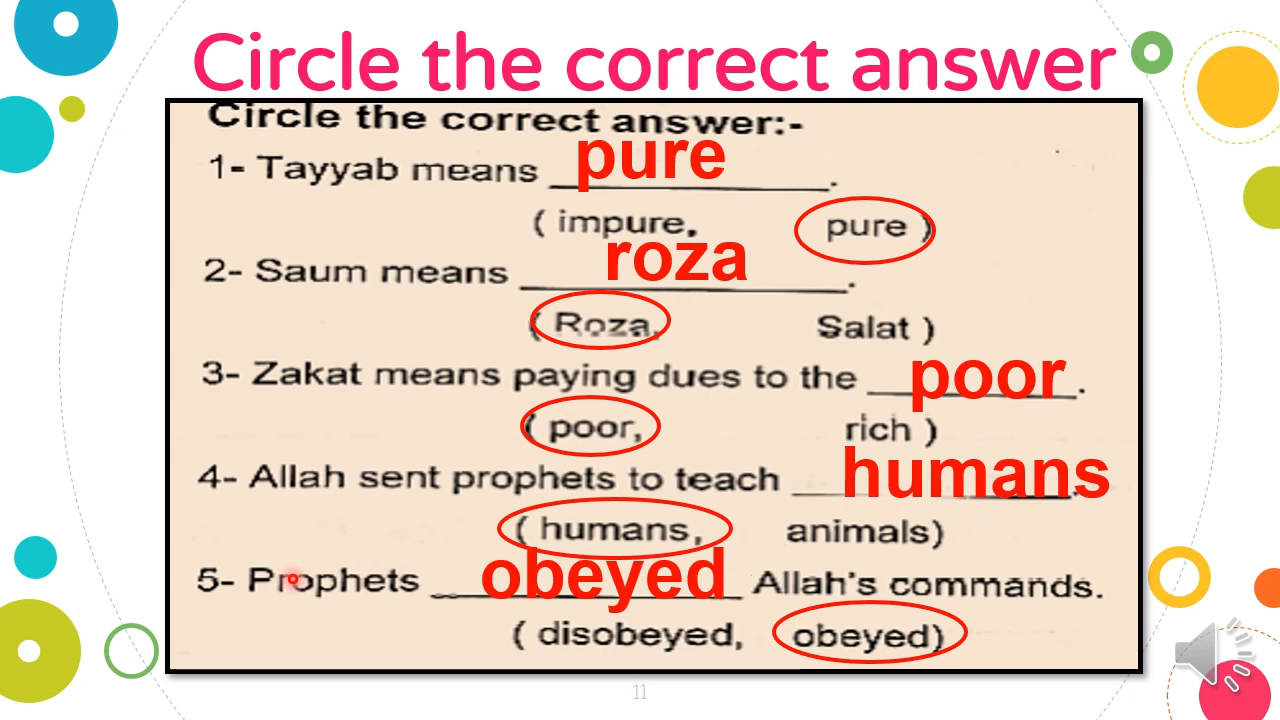 Circle the correct answer
Circle the correct answer:-
1- Tayyab means pure.
( impure, pure )
2- Saum means roza.
( Roza, Salat )
3- Zakat means paying dues to the poor.
( poor, rich )
4- Allah sent prophets to teach humans.
( humans, animals)
5- Prophets obeyed Allah's commands.
( disobeyed, obeyed)
11